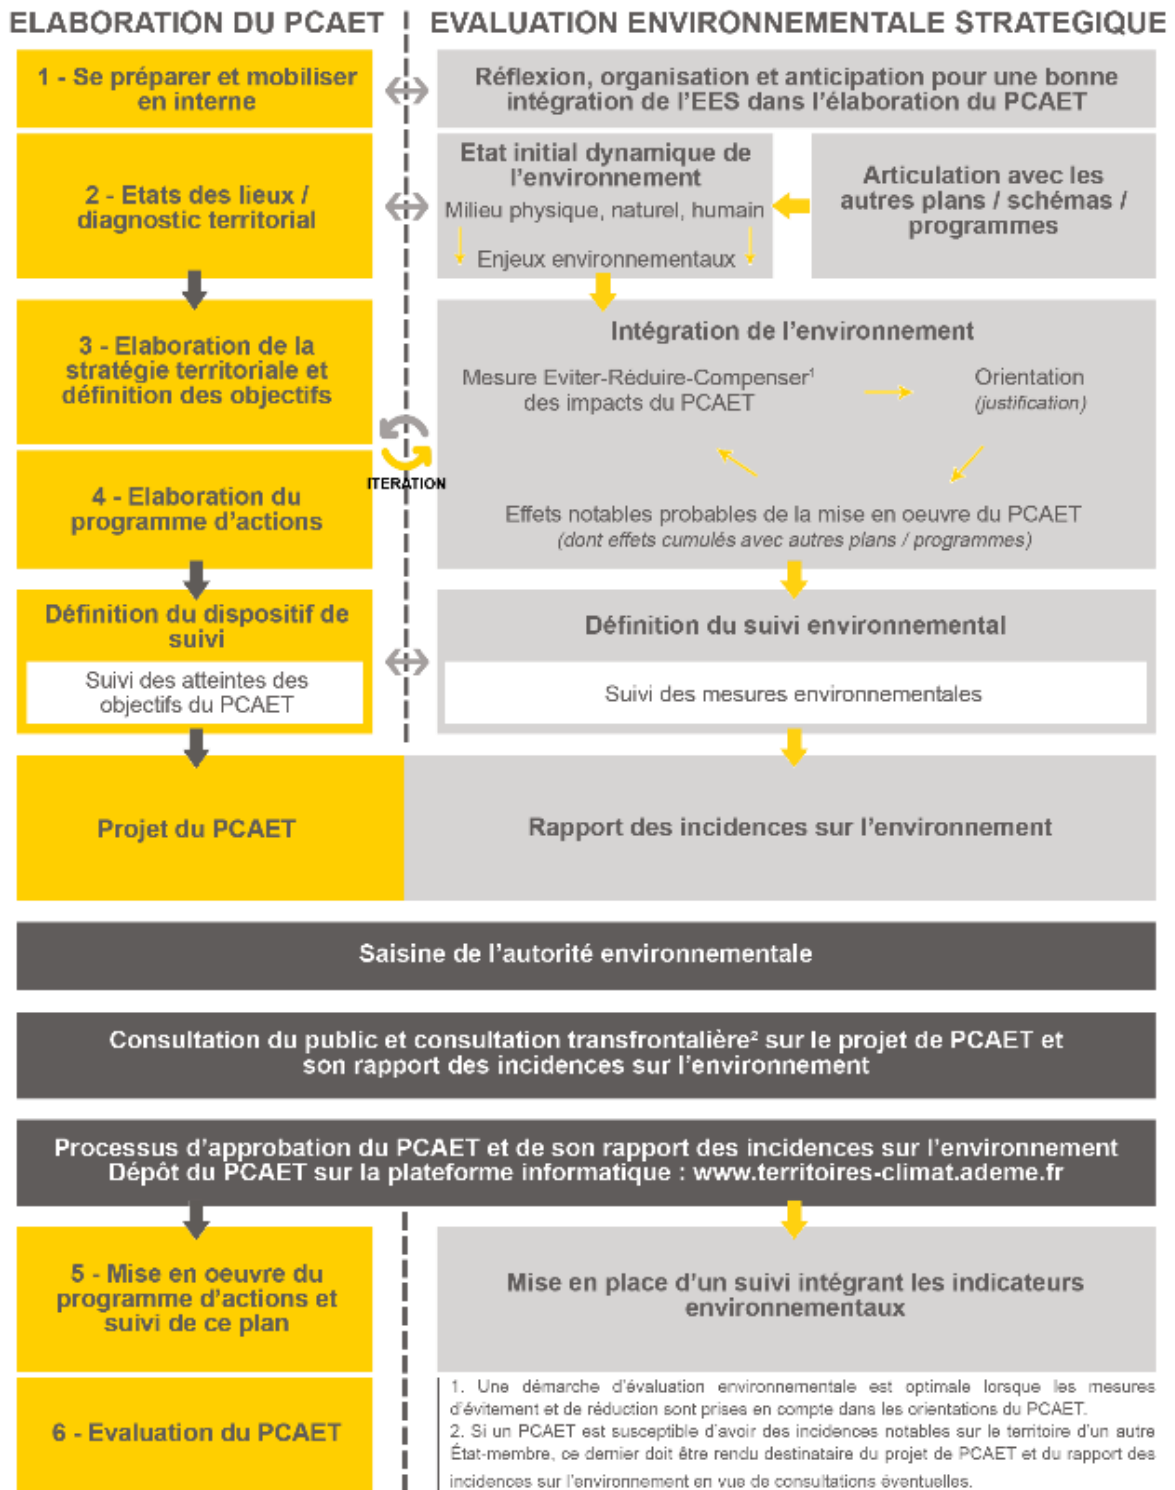 ELABORATION DU PCAET
EVALUATION ENVIRONNEMENTALE STRATEGIQUE
1 - Se préparer et mobiliser
en interne
Réflexion, organisation et anticipation pour une bonne
intégration de l'EES dans l'élaboration du PCAET
2 - Etats des lieux /
diagnostic territorial
Etat initial dynamique de
l'environnement
Milieu physique, naturel, humain
Enjeux environnementaux
Articulation avec les
autres plans / schémas /
programmes
3 - Elaboration de la
stratégie territoriale et
définition des objectifs
Intégration de l'environnement
Mesure Eviter-Réduire-Compenser¹
des impacts du PCAET
Orientation
(justification)
ITERATION
4 - Elaboration du
programme d'actions
Effets notables probables de la mise en oeuvre du PCAET
(dont effets cumulés avec autres plans / programmes)
Définition du dispositif de
suivi
Suivi des atteintes des
objectifs du PCAET
Définition du suivi environnemental
Suivi des mesures environnementales
Projet du PCAET
Rapport des incidences sur l'environnement
Saisine de l'autorité environnementale
Consultation du public et consultation transfrontalière² sur le projet de PCAET et
son rapport des incidences sur l'environnement
Processus d'approbation du PCAET et de son rapport des incidences sur l'environnement
Dépôt du PCAET sur la plateforme informatique : www.territoires-climat.ademe.fr
5 - Mise en oeuvre du
programme d'actions et
suivi de ce plan
Mise en place d'un suivi intégrant les indicateurs
environnementaux
6 - Evaluation du PCAET
1. Une démarche d'évaluation environnementale est optimale lorsque les mesures
d'évitement et de réduction sont prises en compte dans les orientations du PCAET.
2. Si un PCAET est susceptible d'avoir des incidences notables sur le territoire d'un autre
État-membre, ce dernier doit être rendu destinataire du projet de PCAET et du rapport des
incidences sur l'environnement en vue de consultations éventuelles.